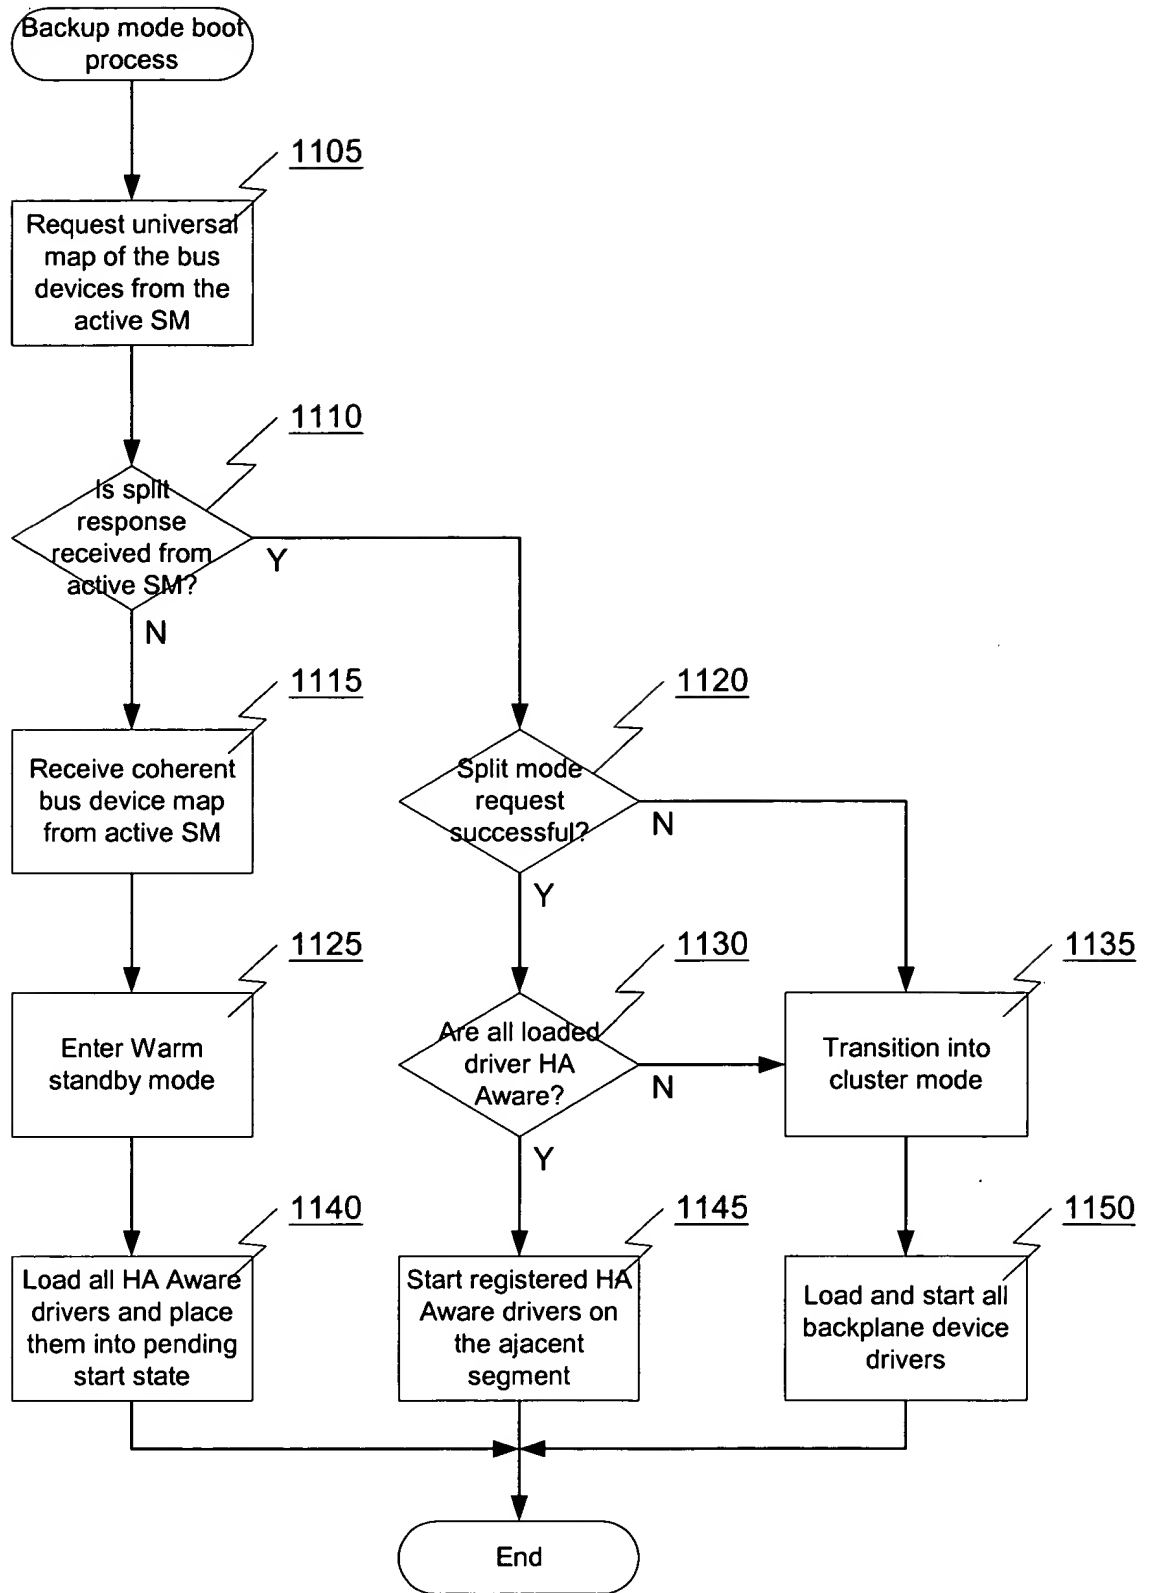 Backup mode boot
process
1105
Request universal
map of the bus
devices from the
active SM
1110
Is split
response
received from
active SM?
Y
N
1115
Receive coherent
bus device map
from active SM
1120
Split mode
request
successful?
N
Y
1125
Enter Warm
standby mode
1130
Are all loaded
driver HA
Aware?
N
Y
1135
Transition into
cluster mode
1140
Load all HA Aware
drivers and place
them into pending
start state
1145
Start registered HA
Aware drivers on
the ajacent
segment
1150
Load and start all
backplane device
drivers
End